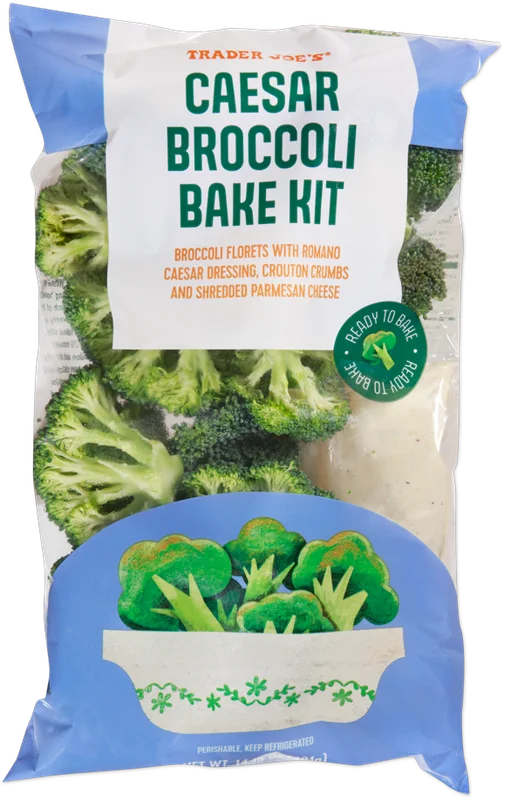 TRADER JOE'S®
CAESAR
BROCCOLI
BAKE KIT
BROCCOLI FLORETS WITH ROMANO
CAESAR DRESSING, CROUTON CRUMBS
AND SHREDDED PARMESAN CHEESE
READY TO BAKE • READY TO BAKE •
PERISHABLE, KEEP REFRIGERATED
NET WT.